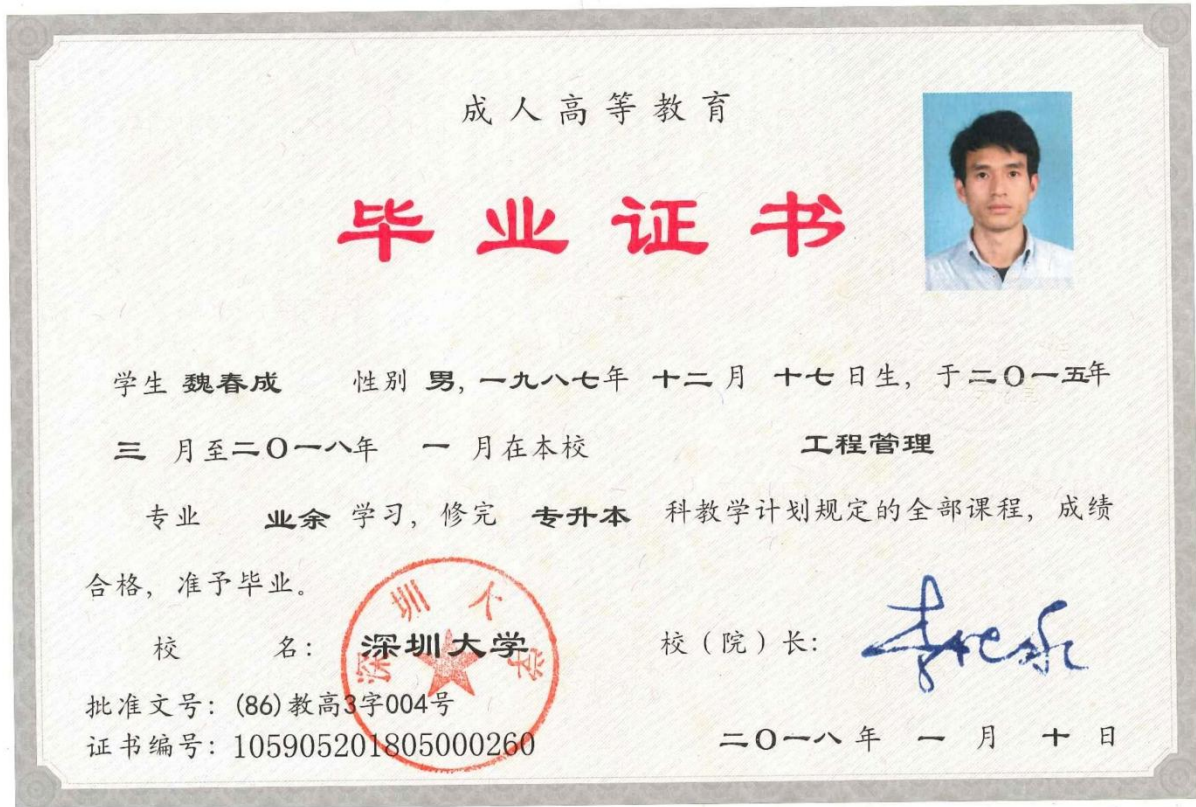 成人高等教育
毕业证书
学生 魏春成 性别 男, 一九八七年 十二 月 十七 日生, 于二〇一五年
三 月至二〇一八年 一 月在本校 工程管理
专业 业余 学习, 修完 专升本 科教学计划规定的全部课程, 成绩
合格, 准予毕业。
深圳大学
校 名: 深圳大学 校(院)长:
批准文号: (86)教高3字004号
证书编号: 105905201805000260 二〇一八 年 一 月 十 日